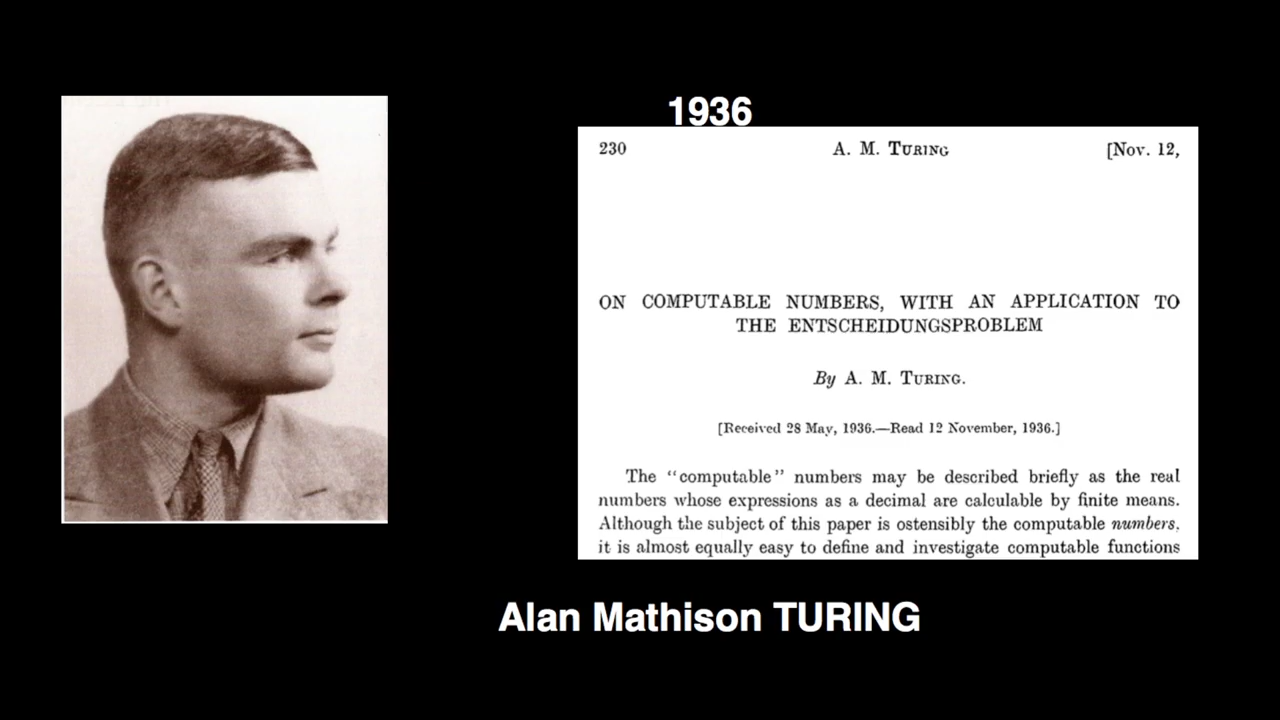 1936
230 A. M. TURING [Nov. 12,
ON COMPUTABLE NUMBERS, WITH AN APPLICATION TO
THE ENTSCHEIDUNGSPROBLEM
By A. M. TURING.
[Received 28 May, 1936.—Read 12 November, 1936.]
The “computable” numbers may be described briefly as the real
numbers whose expressions as a decimal are calculable by finite means.
Although the subject of this paper is ostensibly the computable numbers,
it is almost equally easy to define and investigate computable functions
Alan Mathison TURING